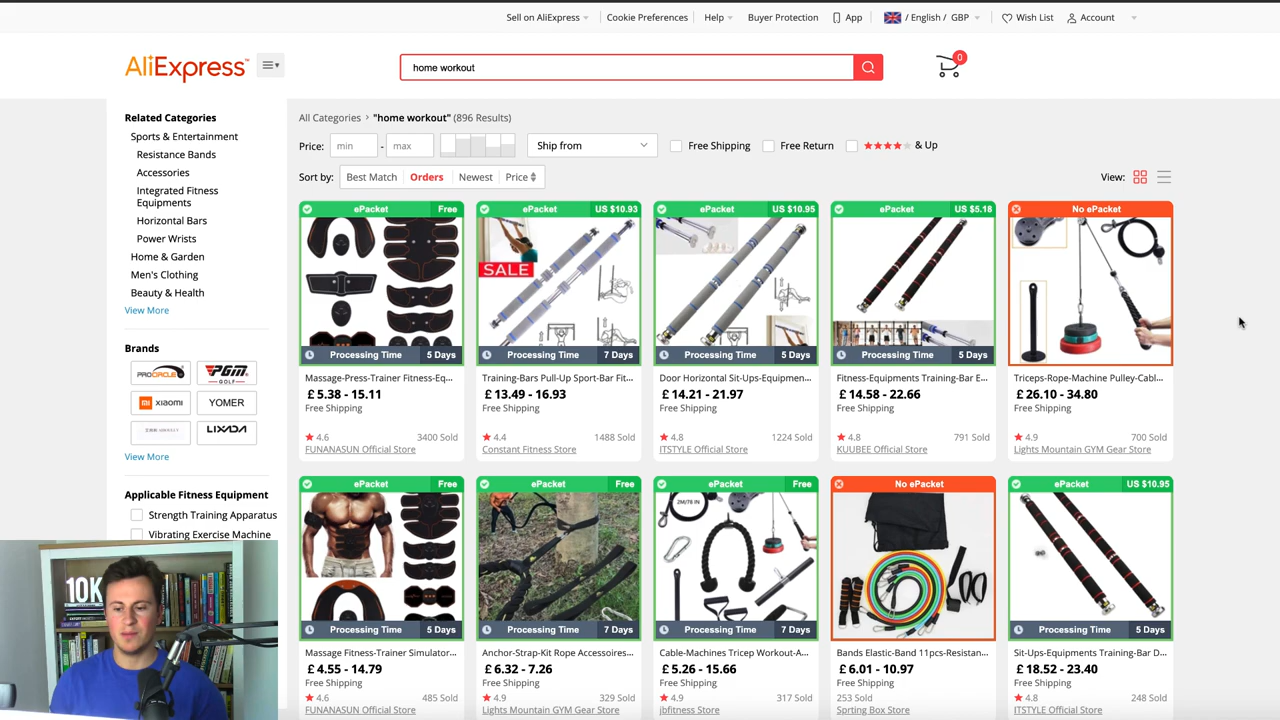 Sell on AliExpress
Cookie Preferences
Help
Buyer Protection
App
/ English / GBP
Wish List
Account
AliExpress
home workout
0
Related Categories
Sports & Entertainment
Resistance Bands
Accessories
Integrated Fitness
Equipments
Horizontal Bars
Power Wrists
Home & Garden
Men's Clothing
Beauty & Health
View More
Brands
PROCIRCLE
PGM
GOLF
mi xiaomi
YOMER
LIXADA
View More
Applicable Fitness Equipment
Strength Training Apparatus
Vibrating Exercise Machine
10K
All Categories > "home workout" (896 Results)
Price: min - max
Ship from
Free Shipping
Free Return
& Up
Sort by: Best Match Orders Newest Price
View:
ePacket Free
Processing Time 5 Days
Massage-Press-Trainer Fitness-Eq...
£ 5.38 - 15.11
Free Shipping
4.6 3400 Sold
FUNANASUN Official Store
ePacket US $10.93
SALE
Processing Time 7 Days
Training-Bars Pull-Up Sport-Bar Fit...
£ 13.49 - 16.93
Free Shipping
4.4 1488 Sold
Constant Fitness Store
ePacket US $10.95
Processing Time 5 Days
Door Horizontal Sit-Ups-Equipmen...
£ 14.21 - 21.97
Free Shipping
4.8 1224 Sold
ITSTYLE Official Store
ePacket US $5.18
Processing Time 5 Days
Fitness-Equipments Training-Bar E...
£ 14.58 - 22.66
Free Shipping
4.8 791 Sold
KUUBEE Official Store
No ePacket
Triceps-Rope-Machine Pulley-Cabl...
£ 26.10 - 34.80
Free Shipping
4.9 700 Sold
Lights Mountain GYM Gear Store
ePacket Free
Processing Time 5 Days
Massage Fitness-Trainer Simulator...
£ 4.55 - 14.79
Free Shipping
4.6 485 Sold
FUNANASUN Official Store
ePacket Free
Processing Time 7 Days
Anchor-Strap-Kit Rope Accessoires...
£ 6.32 - 7.26
Free Shipping
4.9 329 Sold
Lights Mountain GYM Gear Store
ePacket Free
2M/78 IN
Processing Time 7 Days
Cable-Machines Tricep Workout-A...
£ 5.26 - 15.66
Free Shipping
4.9 317 Sold
jbfitness Store
No ePacket
Bands Elastic-Band 11pcs-Resistan...
£ 6.01 - 10.97
Free Shipping
253 Sold
Sprting Box Store
ePacket US $10.95
Processing Time 5 Days
Sit-Ups-Equipments Training-Bar D...
£ 18.52 - 23.40
Free Shipping
4.8 248 Sold
ITSTYLE Official Store